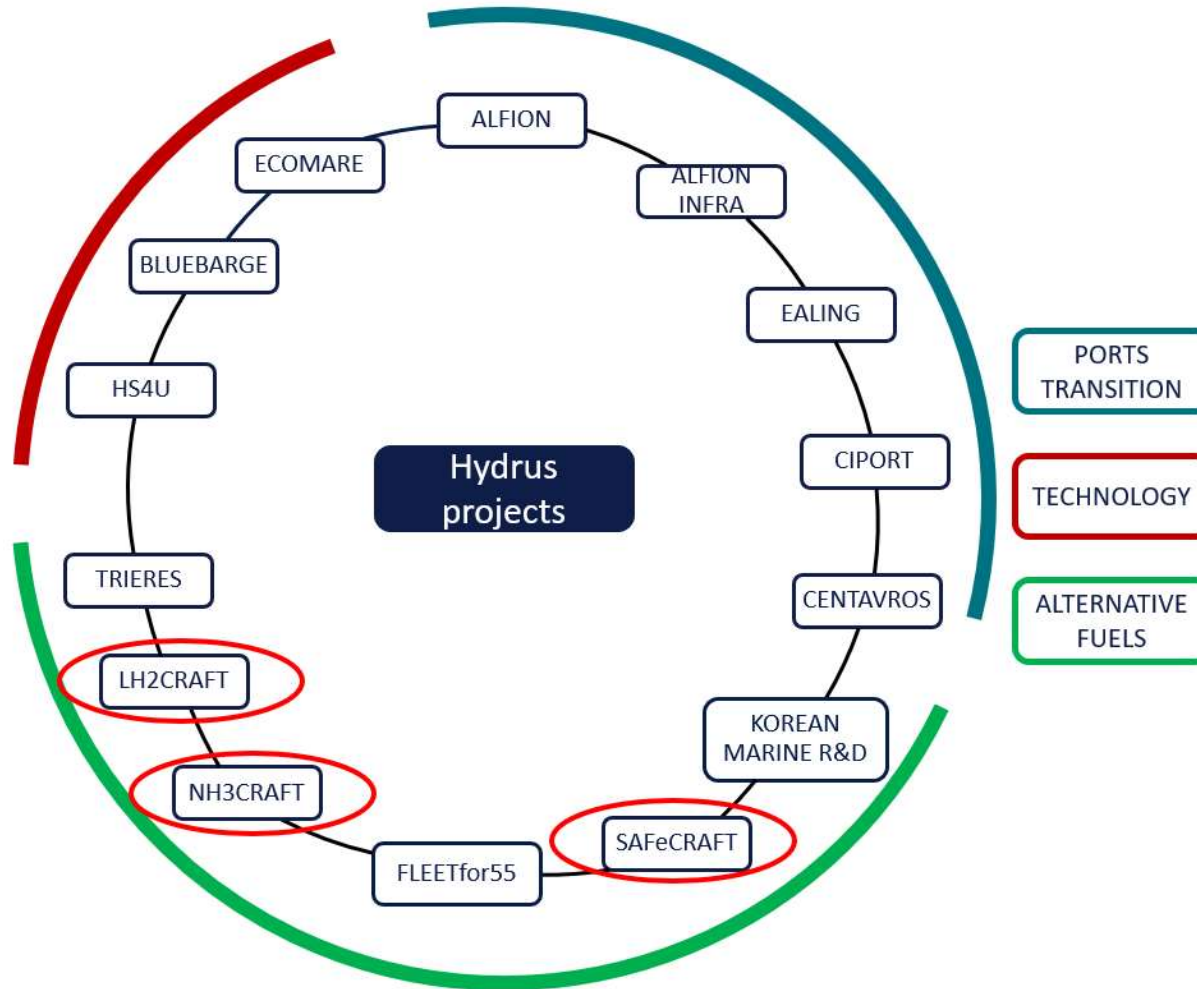 ALFION
ECOMARE
ALFION
INFRA
BLUEBARGE
EALING
HS4U
PORTS
TRANSITION
Hydrus
projects
CIPORT
TECHNOLOGY
TRIERES
CENTAVROS
ALTERNATIVE
FUELS
LH2CRAFT
KOREAN
MARINE R&D
NH3CRAFT
SAFeCRAFT
FLEETfor55